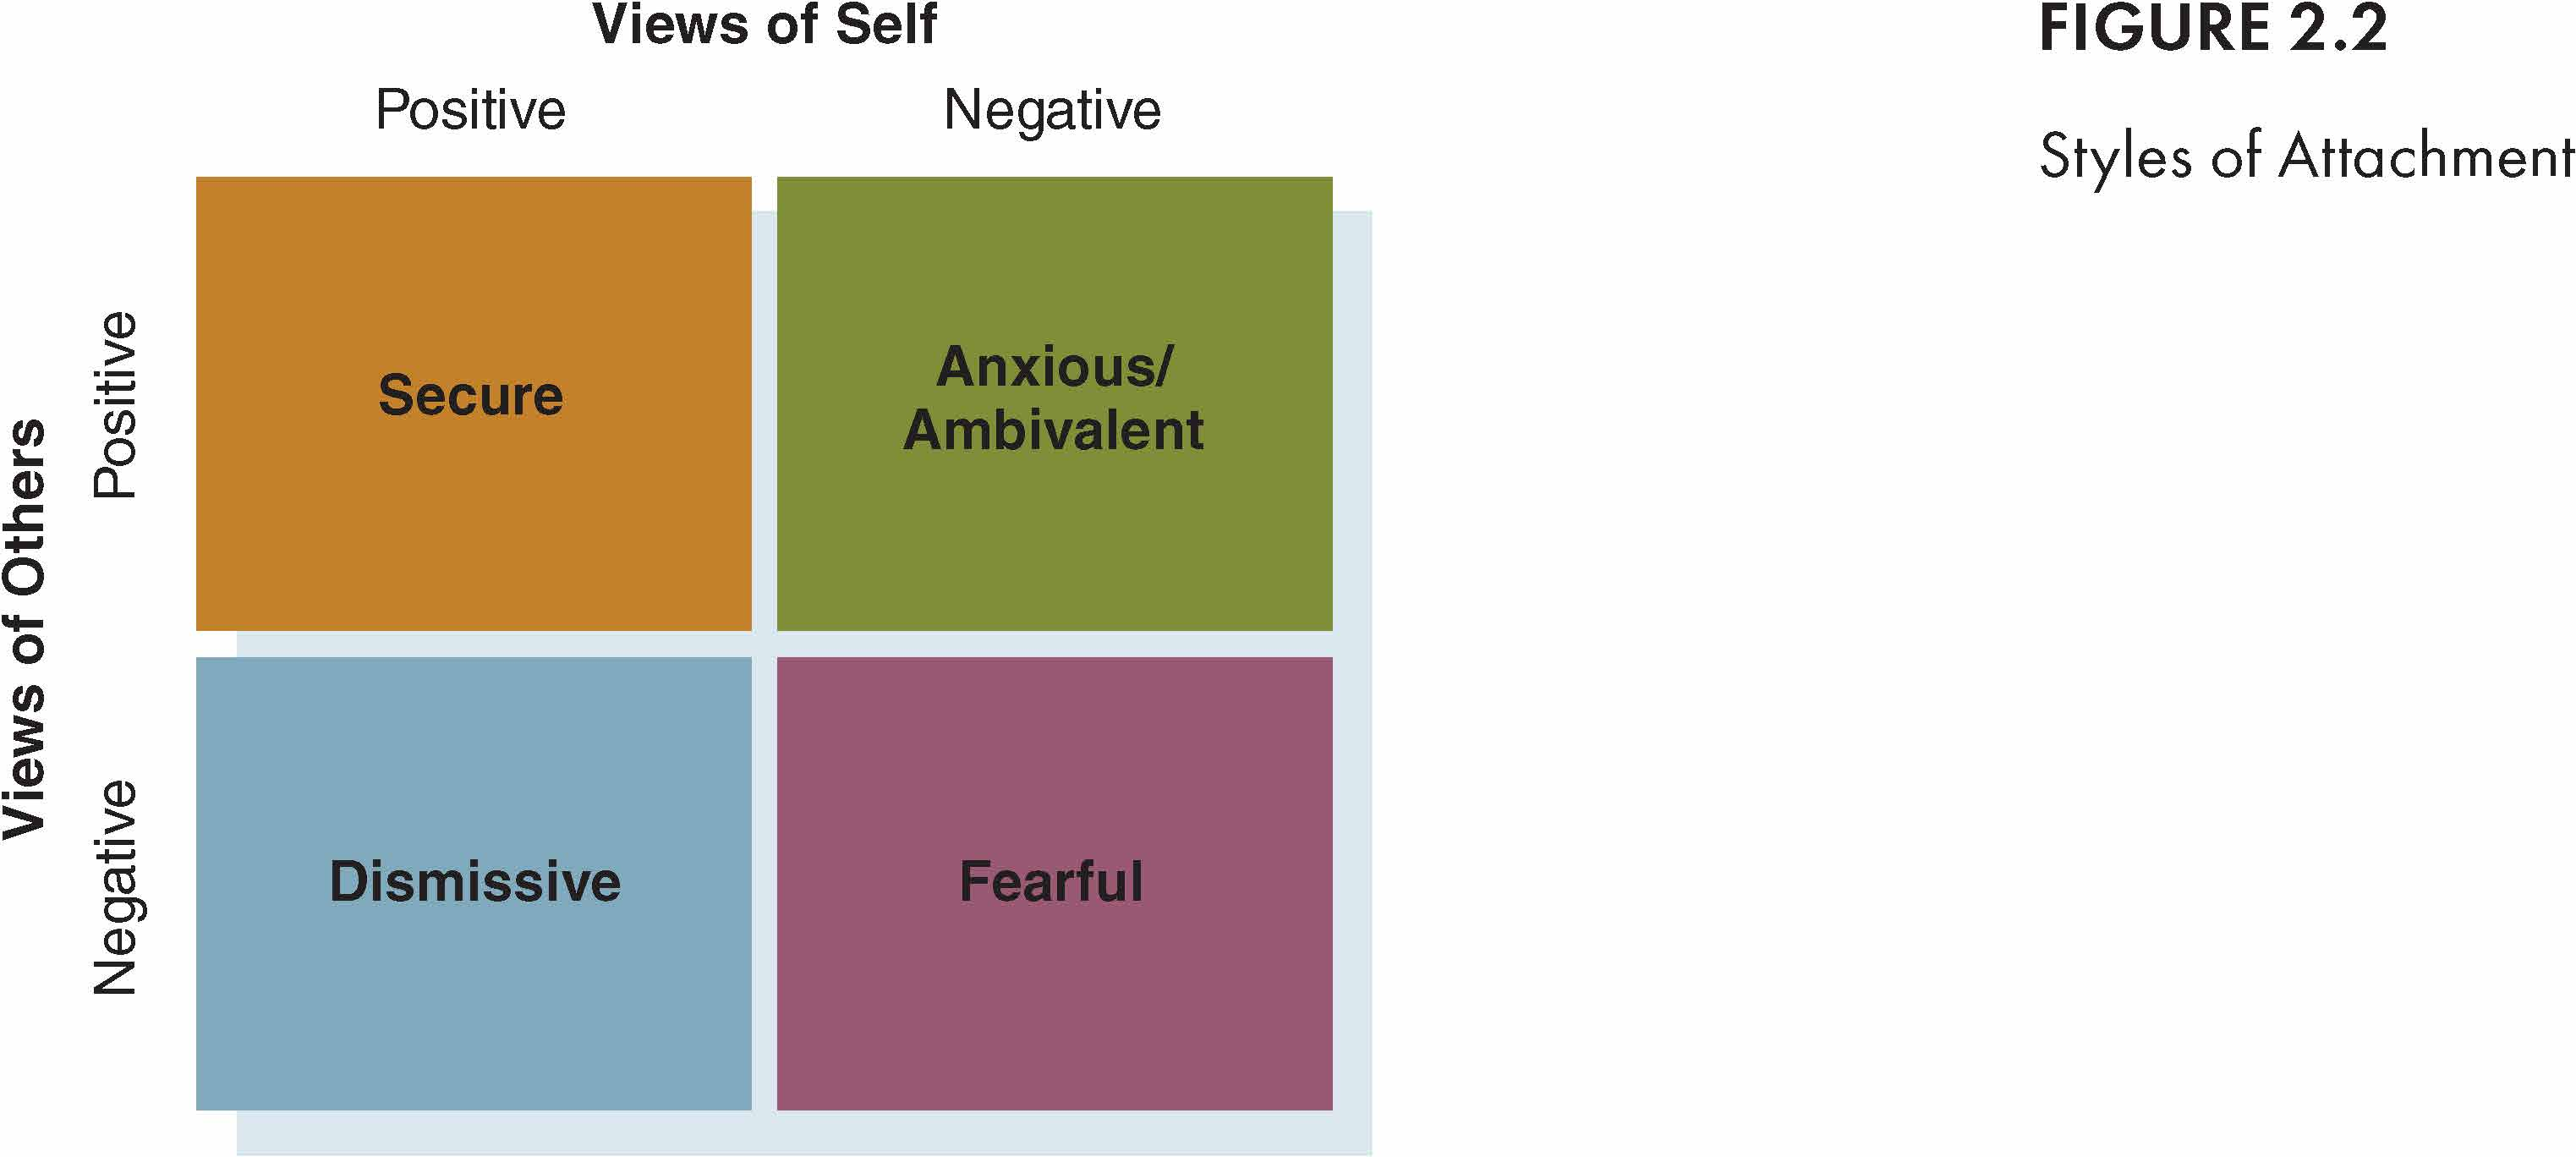 Views of Self
FIGURE 2.2
Positive
Negative
Styles of Attachment
Views of Others
Positive
Secure
Anxious/
Ambivalent
Negative
Dismissive
Fearful